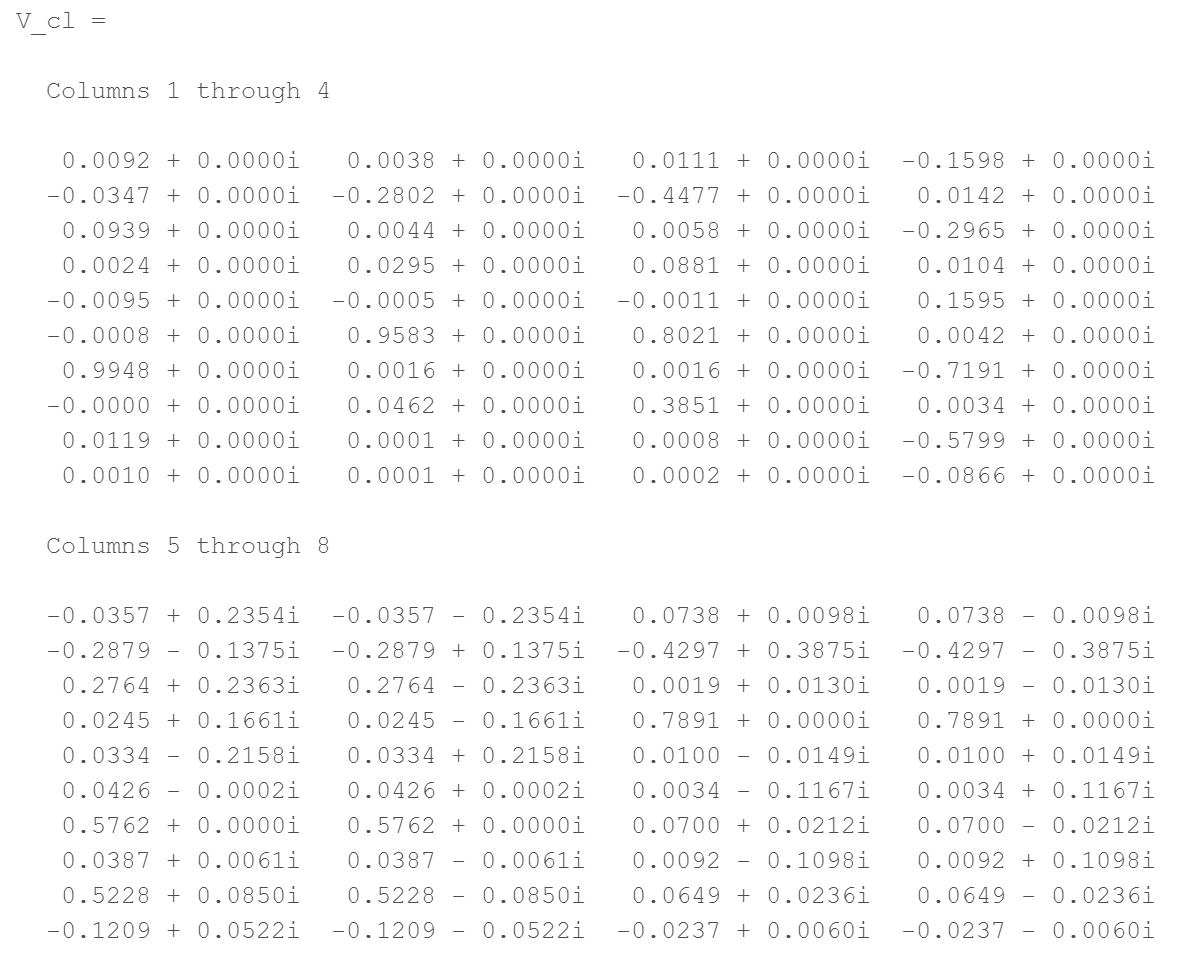 V_cl =
Columns 1 through 4
0.0092 + 0.0000i 0.0038 + 0.0000i 0.0111 + 0.0000i -0.1598 + 0.0000i
-0.0347 + 0.0000i -0.2802 + 0.0000i -0.4477 + 0.0000i 0.0142 + 0.0000i
0.0939 + 0.0000i 0.0044 + 0.0000i 0.0058 + 0.0000i -0.2965 + 0.0000i
0.0024 + 0.0000i 0.0295 + 0.0000i 0.0881 + 0.0000i 0.0104 + 0.0000i
-0.0095 + 0.0000i -0.0005 + 0.0000i -0.0011 + 0.0000i 0.1595 + 0.0000i
-0.0008 + 0.0000i 0.9583 + 0.0000i 0.8021 + 0.0000i 0.0042 + 0.0000i
0.9948 + 0.0000i 0.0016 + 0.0000i 0.0016 + 0.0000i -0.7191 + 0.0000i
-0.0000 + 0.0000i 0.0462 + 0.0000i 0.3851 + 0.0000i 0.0034 + 0.0000i
0.0119 + 0.0000i 0.0001 + 0.0000i 0.0008 + 0.0000i -0.5799 + 0.0000i
0.0010 + 0.0000i 0.0001 + 0.0000i 0.0002 + 0.0000i -0.0866 + 0.0000i
Columns 5 through 8
-0.0357 + 0.2354i -0.0357 - 0.2354i 0.0738 + 0.0098i 0.0738 - 0.0098i
-0.2879 - 0.1375i -0.2879 + 0.1375i -0.4297 + 0.3875i -0.4297 - 0.3875i
0.2764 + 0.2363i 0.2764 - 0.2363i 0.0019 + 0.0130i 0.0019 - 0.0130i
0.0245 + 0.1661i 0.0245 - 0.1661i 0.7891 + 0.0000i 0.7891 + 0.0000i
0.0334 - 0.2158i 0.0334 + 0.2158i 0.0100 - 0.0149i 0.0100 + 0.0149i
0.0426 - 0.0002i 0.0426 + 0.0002i 0.0034 - 0.1167i 0.0034 + 0.1167i
0.5762 + 0.0000i 0.5762 + 0.0000i 0.0700 + 0.0212i 0.0700 - 0.0212i
0.0387 + 0.0061i 0.0387 - 0.0061i 0.0092 - 0.1098i 0.0092 + 0.1098i
0.5228 + 0.0850i 0.5228 - 0.0850i 0.0649 + 0.0236i 0.0649 - 0.0236i
-0.1209 + 0.0522i -0.1209 - 0.0522i -0.0237 + 0.0060i -0.0237 - 0.0060i